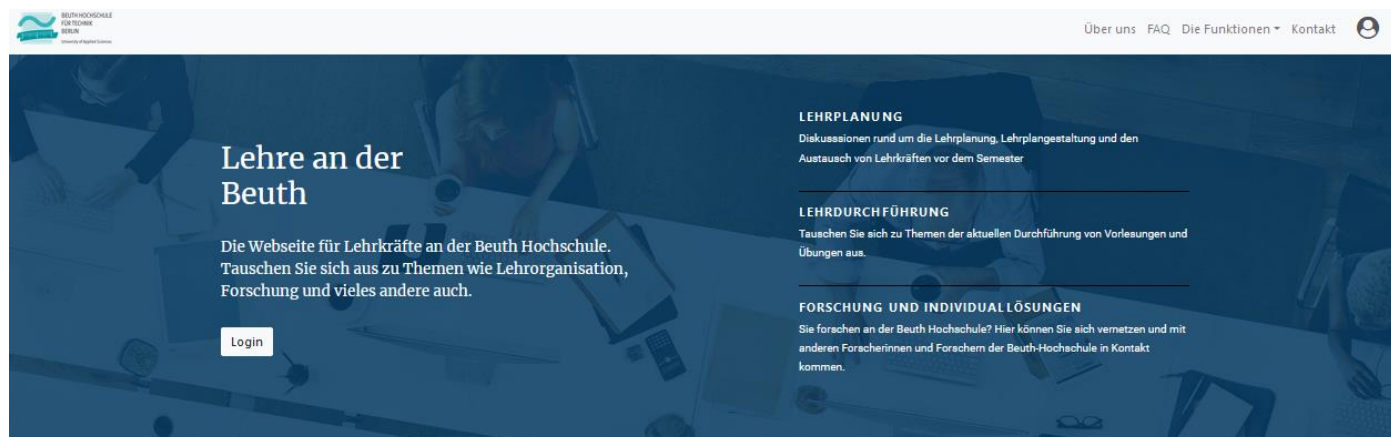 BEUTH HOCHSCHULE
FÜR TECHNIK
BERLIN
University of Applied Sciences
Über uns FAQ Die Funktionen Kontakt
Lehre an der
Beuth
Die Webseite für Lehrkräfte an der Beuth Hochschule.
Tauschen Sie sich aus zu Themen wie Lehrorganisation,
Forschung und vieles andere auch.
Login
LEHRPLANUNG
Diskusssionen rund um die Lehrplanung, Lehrplangestaltung und den
Austausch von Lehrkräften vor dem Semester
LEHRDURCHFÜHRUNG
Tauschen Sie sich zu Themen der aktuellen Durchführung von Vorlesungen und
Übungen aus.
FORSCHUNG UND INDIVIDUALLÖSUNGEN
Sie forschen an der Beuth Hochschule? Hier können Sie sich vernetzen und mit
anderen Forscherinnen und Forschern der Beuth-Hochschule in Kontakt
kommen.